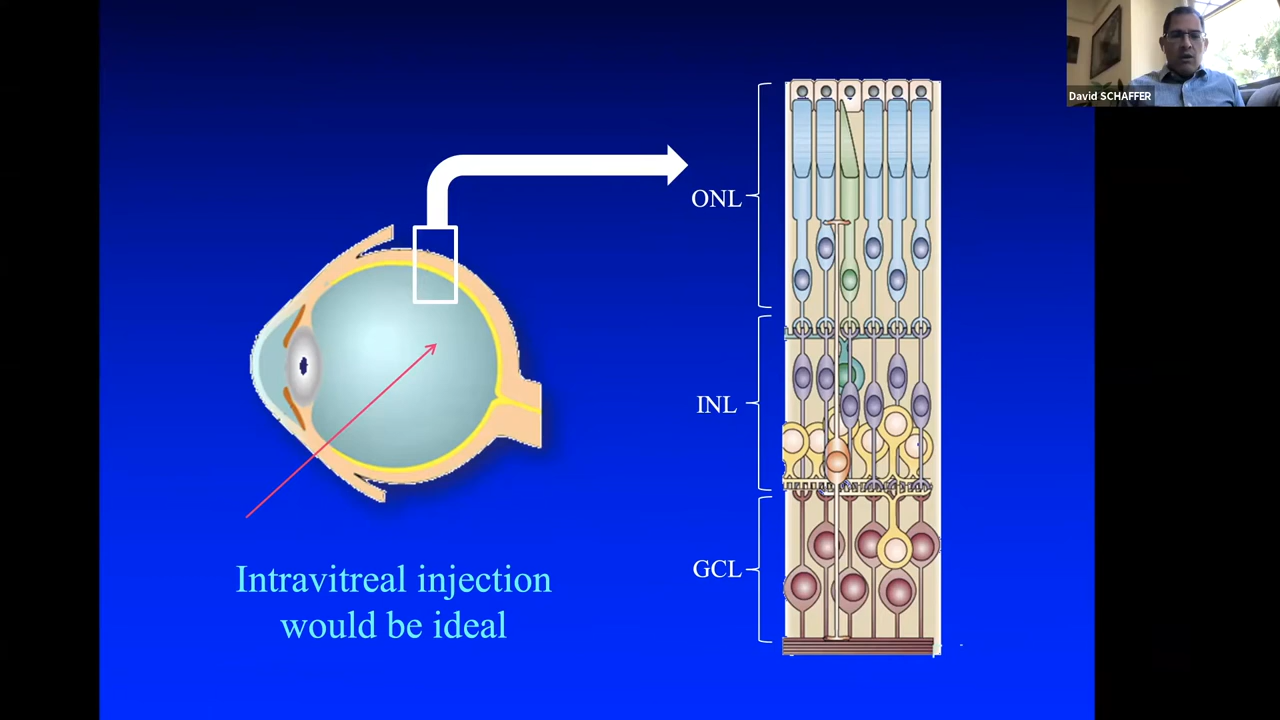 David SCHAFFER
ONL
INL
GCL
Intravitreal injection
would be ideal